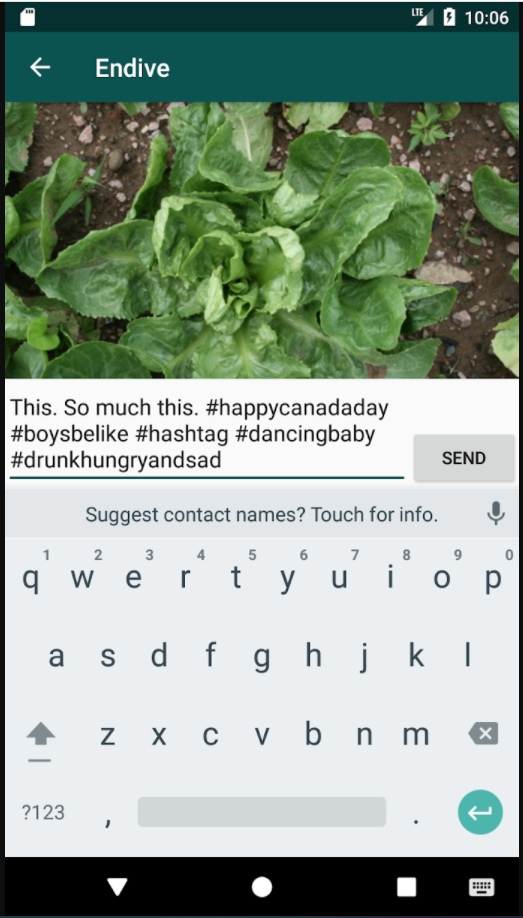 LTE 10:06
Endive
This. So much this. #happycanadaday
#boysbelike #hashtag #dancingbaby
#drunkhungryandsad
SEND
Suggest contact names? Touch for info.
1 2 3 4 5 6 7 8 9 0
q w e r t y u i o p
a s d f g h j k l
z x c v b n m
?123 , .